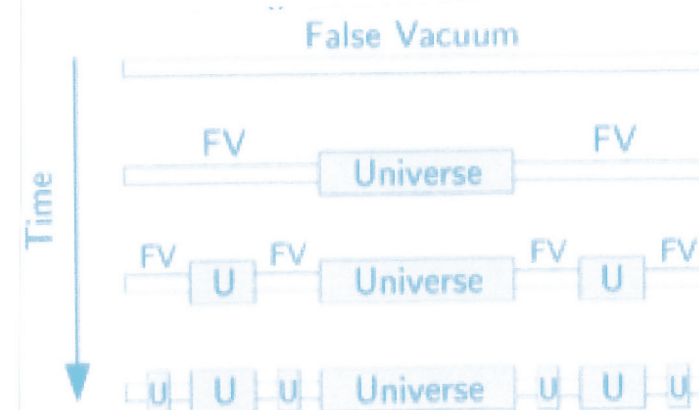 False Vacuum
FV FV
Universe
Time
FV FV FV FV
U Universe U
U U U Universe U U U